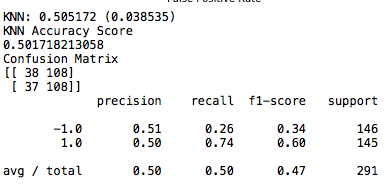 False Positive Rate
KNN: 0.505172 (0.038535)
KNN Accuracy Score
0.501718213058
Confusion Matrix
[[ 38 108]
[ 37 108]]
precision recall f1-score support
-1.0 0.51 0.26 0.34 146
1.0 0.50 0.74 0.60 145
avg / total 0.50 0.50 0.47 291